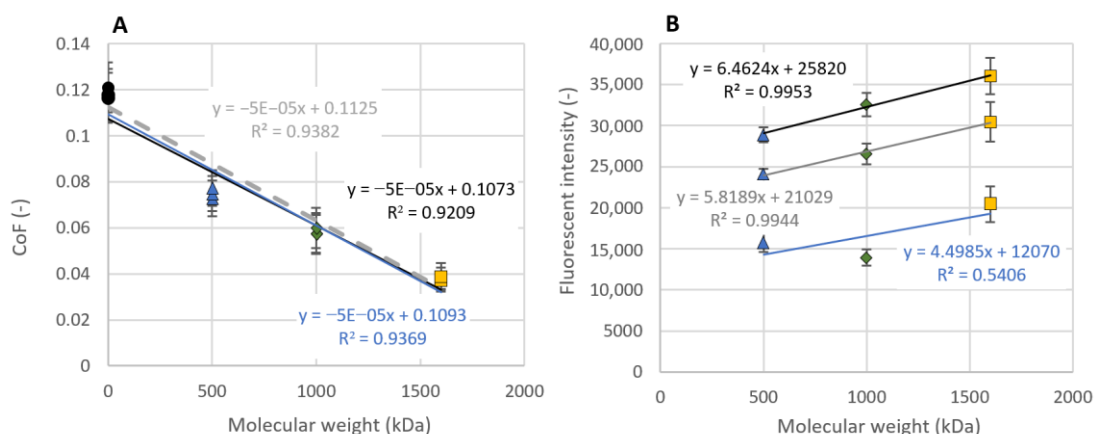 A
0.14
0.12
0.1
0.08
0.06
0.04
0.02
0
CoF (-)
y = −5E−05x + 0.1125
R² = 0.9382
y = −5E−05x + 0.1073
R² = 0.9209
y = −5E−05x + 0.1093
R² = 0.9369
0
500
1000
1500
2000
Molecular weight (kDa)
B
40,000
35,000
30,000
25,000
20,000
15,000
10,000
5000
0
Fluorescent intensity (-)
y = 6.4624x + 25820
R² = 0.9953
y = 5.8189x + 21029
R² = 0.9944
y = 4.4985x + 12070
R² = 0.5406
0
500
1000
1500
2000
Molecular weight (kDa)